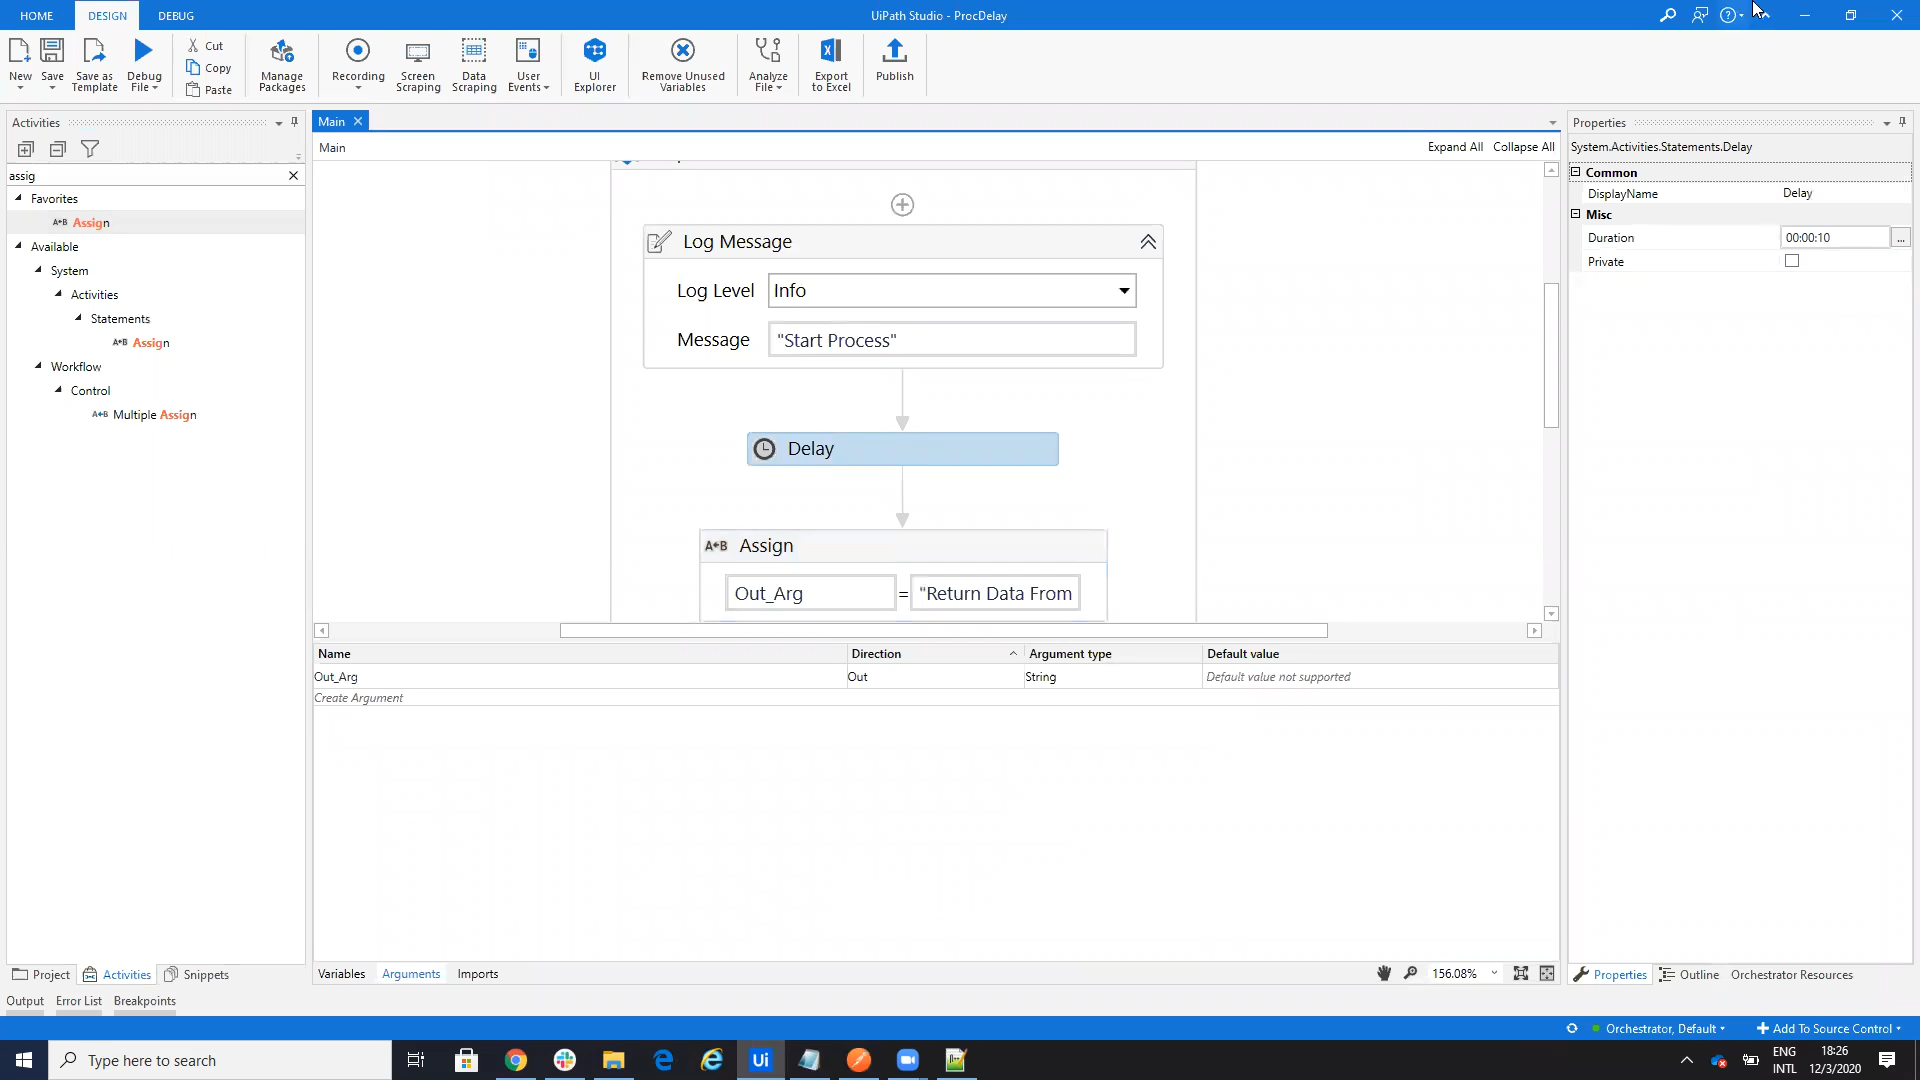 HOME
DESIGN
DEBUG
UiPath Studio - ProcDelay
New
Save
Save as
Template
Debug
File
Cut
Copy
Paste
Manage
Packages
Recording
Screen
Scraping
Data
Scraping
User
Events
UI
Explorer
Remove Unused
Variables
Analyze
File
Export
to Excel
Publish
Activities
assig
Favorites
A+B Assign
Available
System
Activities
Statements
A+B Assign
Workflow
Control
A+B Multiple Assign
Main
Main
Expand All
Collapse All
Log Message
Log Level
Info
Message
"Start Process"
Delay
A+B Assign
Out_Arg = "Return Data From
Name
Direction
Argument type
Default value
Out_Arg
Out
String
Default value not supported
Create Argument
Variables
Arguments
Imports
156.08%
Properties
System.Activities.Statements.Delay
Common
DisplayName
Delay
Misc
Duration
00:00:10
...
Private
Project
Activities
Snippets
Properties
Outline
Orchestrator Resources
Output
Error List
Breakpoints
Orchestrator, Default
Add To Source Control
Type here to search
Ui
ENG
INTL
18:26
12/3/2020